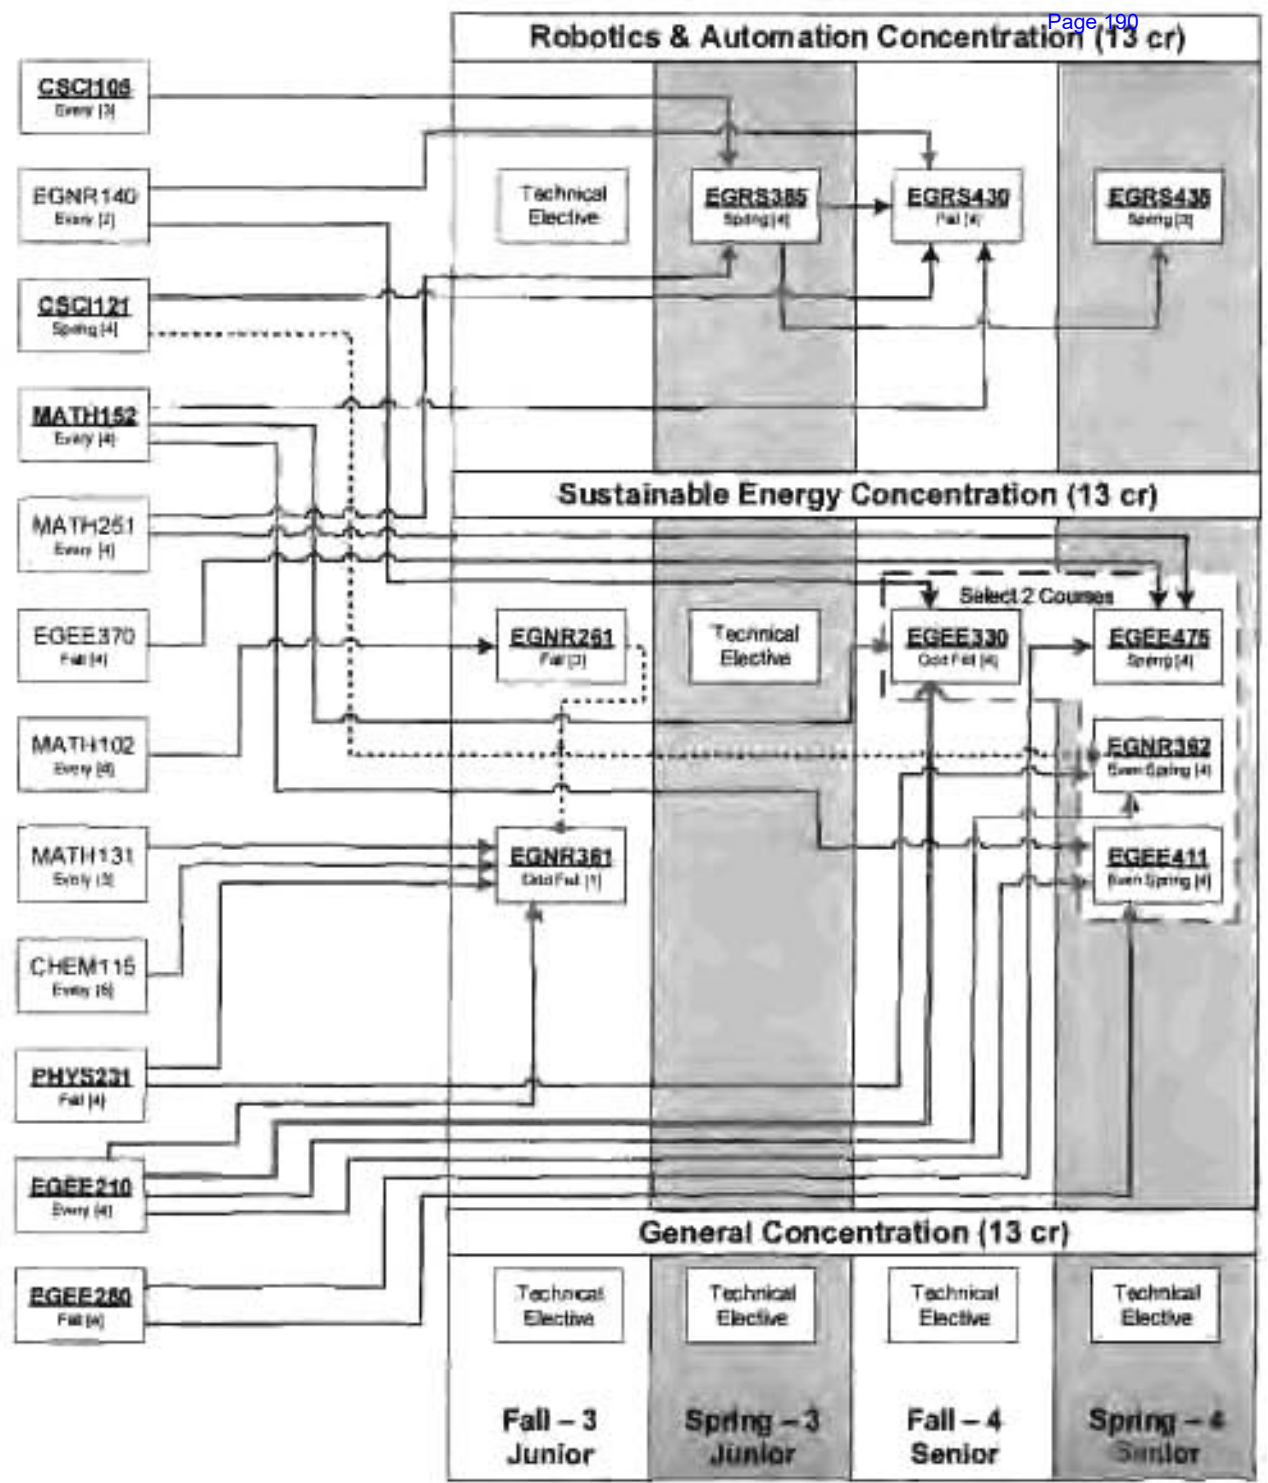 Page 190
Robotics & Automation Concentration (13 cr)
CSCI105
Every [3]
EGNR140
Every [2]
Technical
Elective
EGRS385
Spring [4]
EGRS430
Fall [4]
EGRS435
Spring [3]
CSCI121
Spring [4]
MATH152
Every [4]
Sustainable Energy Concentration (13 cr)
MATH251
Every [4]
Select 2 Courses
EGEE370
Fall [4]
EGNR261
Fall [3]
Technical
Elective
EGEE330
Odd Fall [4]
EGEE475
Spring [4]
MATH102
Every [4]
EGNR362
Even Spring [4]
MATH131
Every [3]
EGNR361
Odd Fall [1]
EGEE411
Even Spring [4]
CHEM115
Every [5]
PHYS231
Fall [4]
EGEE210
Every [4]
General Concentration (13 cr)
EGEE280
Fall [4]
Technical
Elective
Technical
Elective
Technical
Elective
Technical
Elective
Fall – 3
Junior
Spring – 3
Junior
Fall – 4
Senior
Spring – 4
Senior